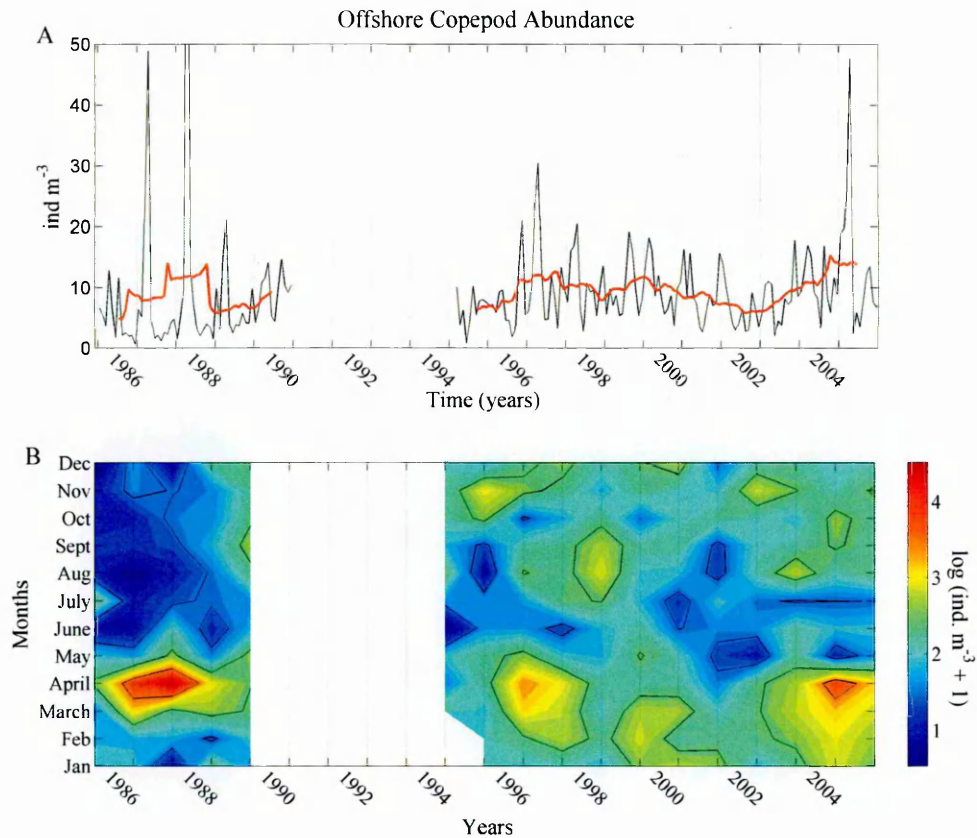 Offshore Copepod Abundance
A
50
40
30
20
10
0
ind m-3
1986 1988 1990 1992 1994 1996 1998 2000 2002 2004
Time (years)
B
Dec
Nov
Oct
Sept
Aug
July
June
May
April
March
Feb
Jan
Months
1986 1988 1990 1992 1994 1996 1998 2000 2002 2004
Years
4
3
2
1
log (ind. m-3 + 1)